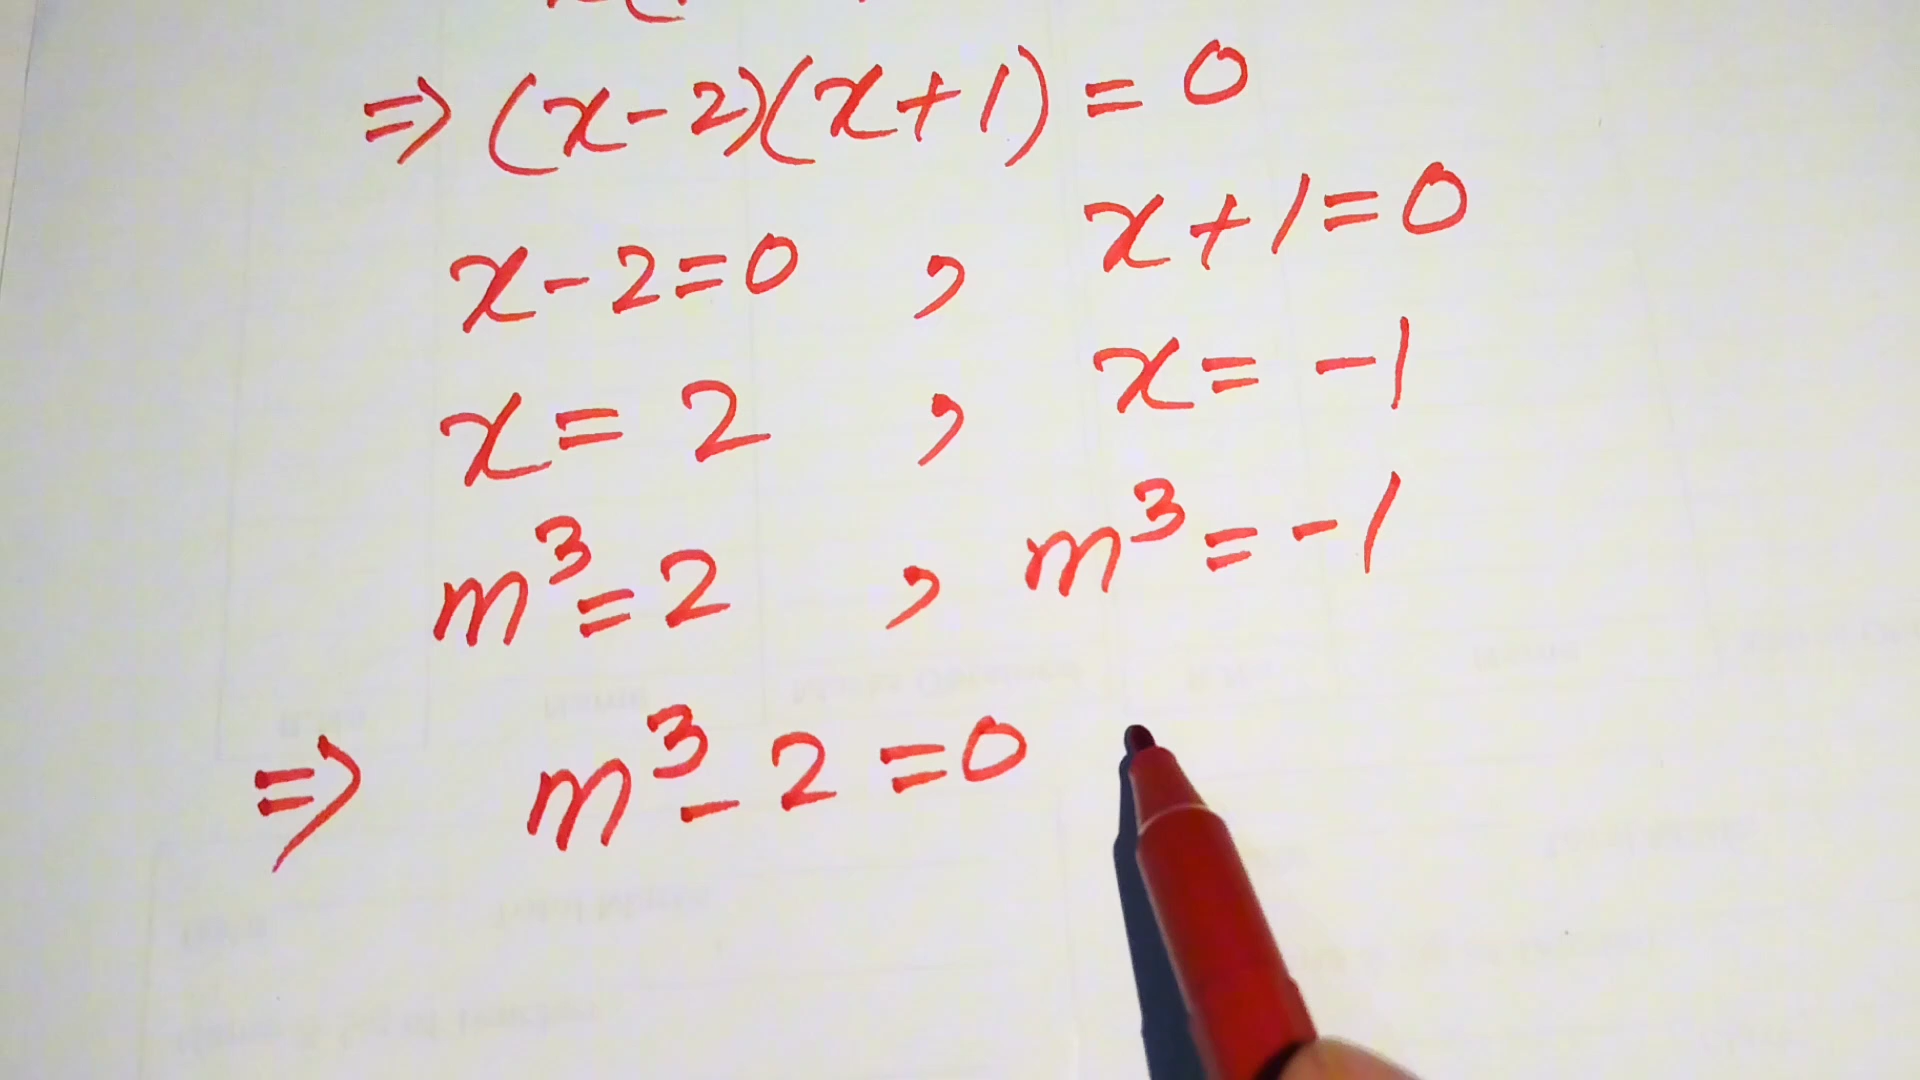 ⇒ (x-2)(x+1) = 0
x-2=0 , x+1=0
x = 2 , x = -1
m³=2 , m³ = -1
⇒ m³-2=0